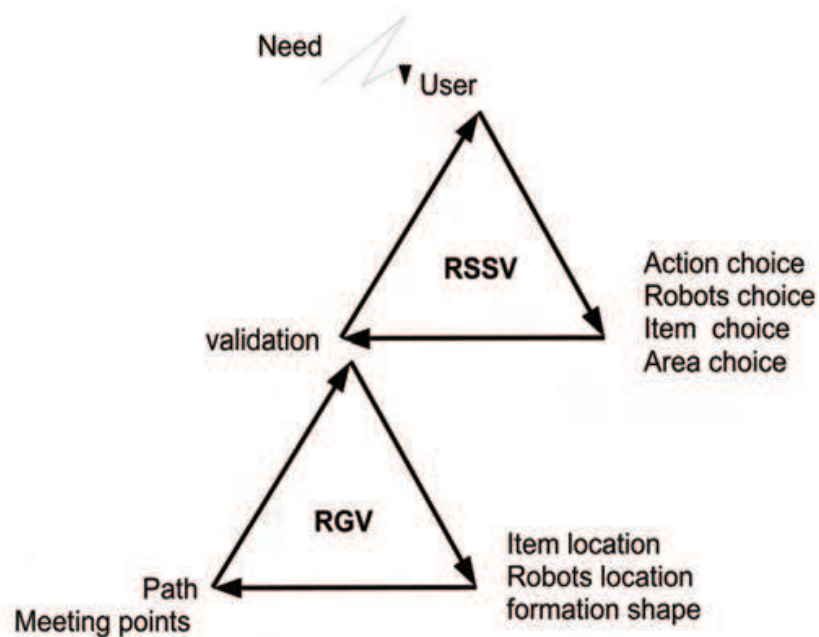 Need
User
RSSV
Action choice
Robots choice
Item choice
Area choice
validation
RGV
Item location
Robots location
formation shape
Path
Meeting points